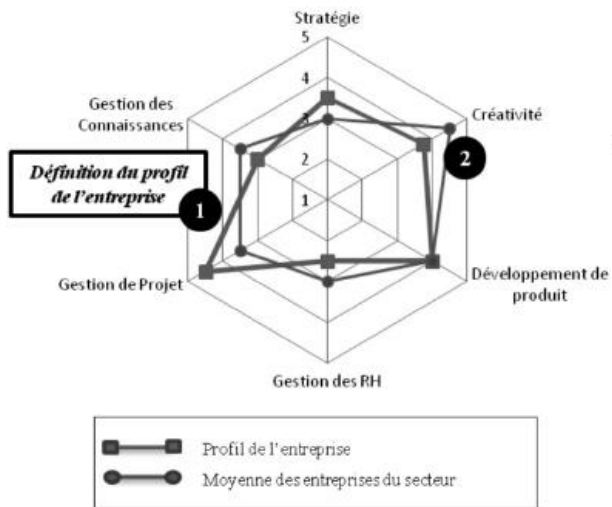 Stratégie
5
4
3
2
1
Gestion des
Connaissances
Créativité
2
Définition du profil
de l'entreprise
1
Gestion de Projet
Développement de
produit
Gestion des RH
Profil de l'entreprise
Moyenne des entreprises du secteur